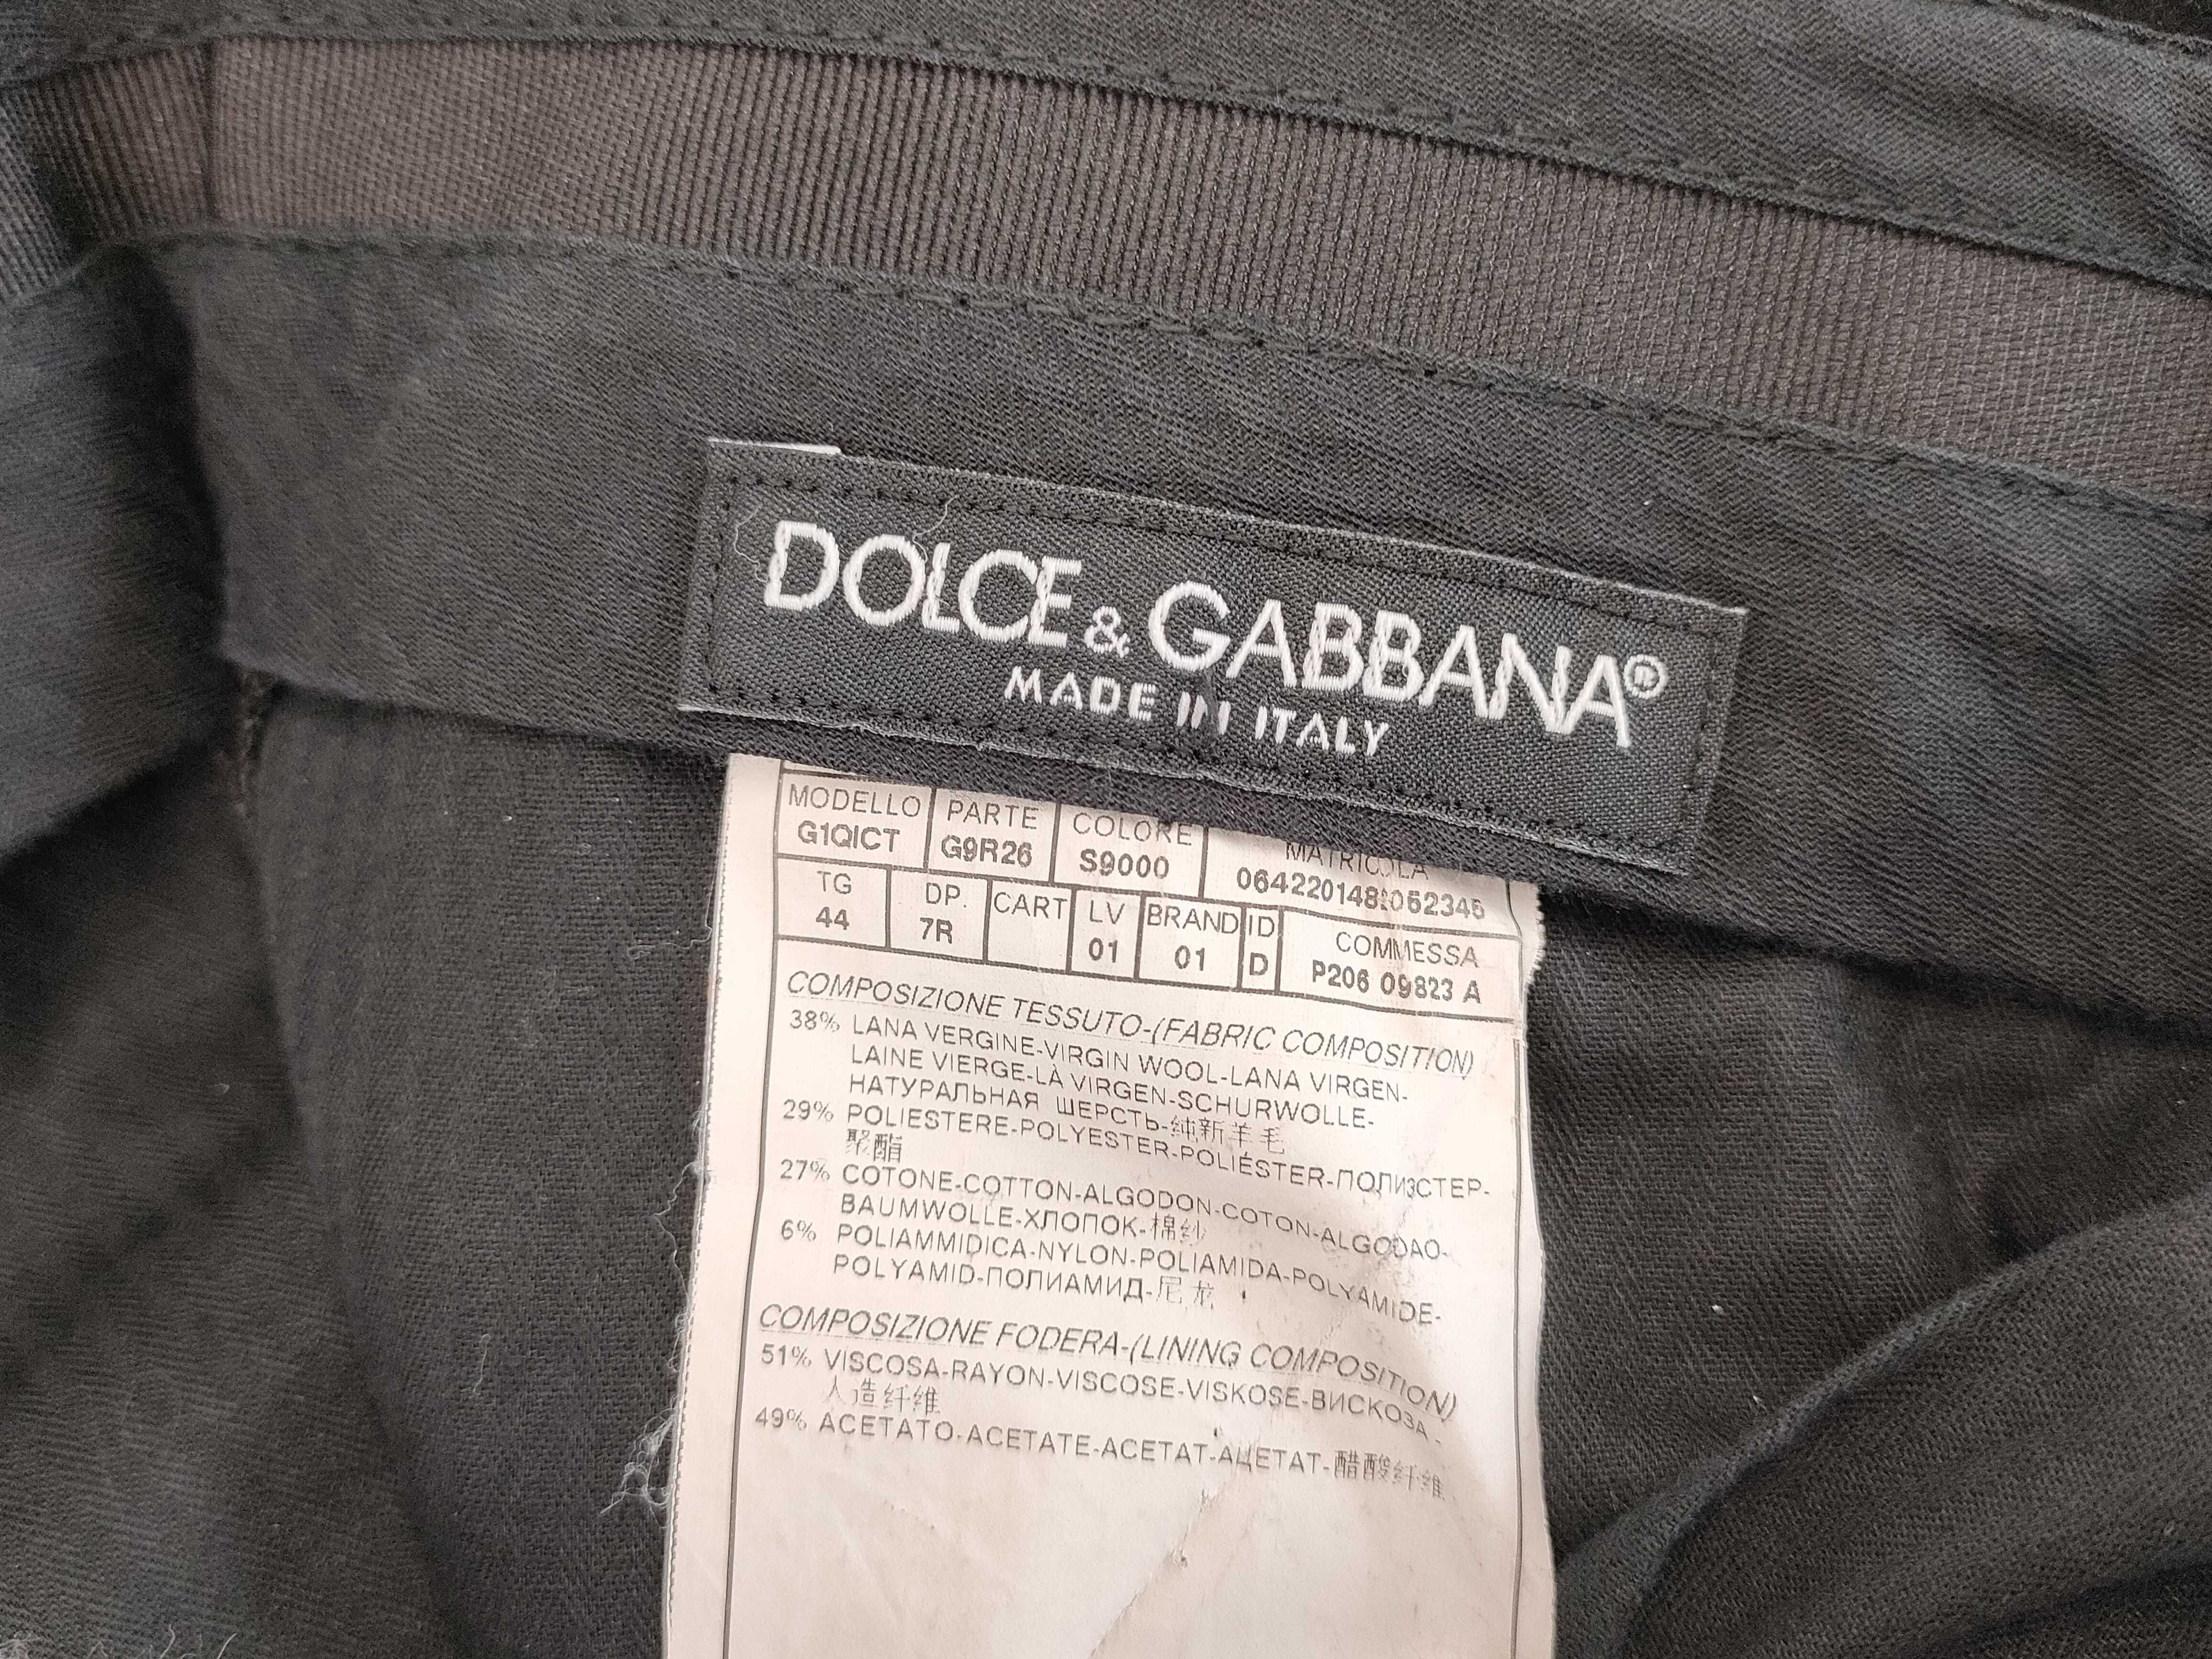 DOLCE & GABBANA®
MADE IN ITALY
MODELLO PARTE COLORE MATRICOLA
G1QICT G9R26 S9000
TG DP. CART LV BRAND ID COMMESSA
44 7R 01 01 D P206 09823 A
COMPOSIZIONE TESSUTO-(FABRIC COMPOSITION)
38% LANA VERGINE-VIRGIN WOOL-LANA VIRGEN-
LAINE VIERGE-LÀ VIRGEN-SCHURWOLLE-
НАТУРАЛЬНАЯ ШЕРСТЬ-纯新羊毛
29% POLIESTERE-POLYESTER-POLIÉSTER-ПОЛИЭСТЕР-
聚酯
27% COTONE-COTTON-ALGODON-COTON-ALGODAO-
BAUMWOLLE-ХЛОПОК-棉纱
6% POLIAMMIDICA-NYLON-POLIAMIDA-POLYAMIDE-
POLYAMID-ПОЛИАМИД-尼龙
COMPOSIZIONE FODERA-(LINING COMPOSITION)
51% VISCOSA-RAYON-VISCOSE-VISKOSE-ВИСКОЗА-
人造纤维
49% ACETATO-ACETATE-ACETAT-АЦЕТАТ-醋酸纤维